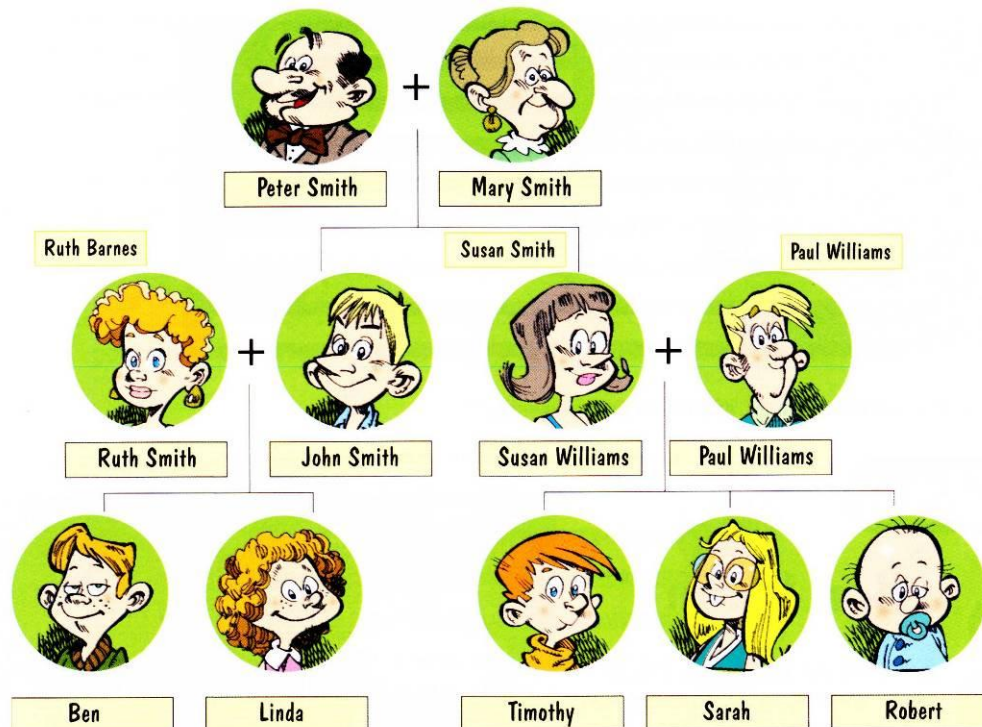 Peter Smith
Mary Smith
Ruth Barnes
Susan Smith
Paul Williams
Ruth Smith
John Smith
Susan Williams
Paul Williams
Ben
Linda
Timothy
Sarah
Robert